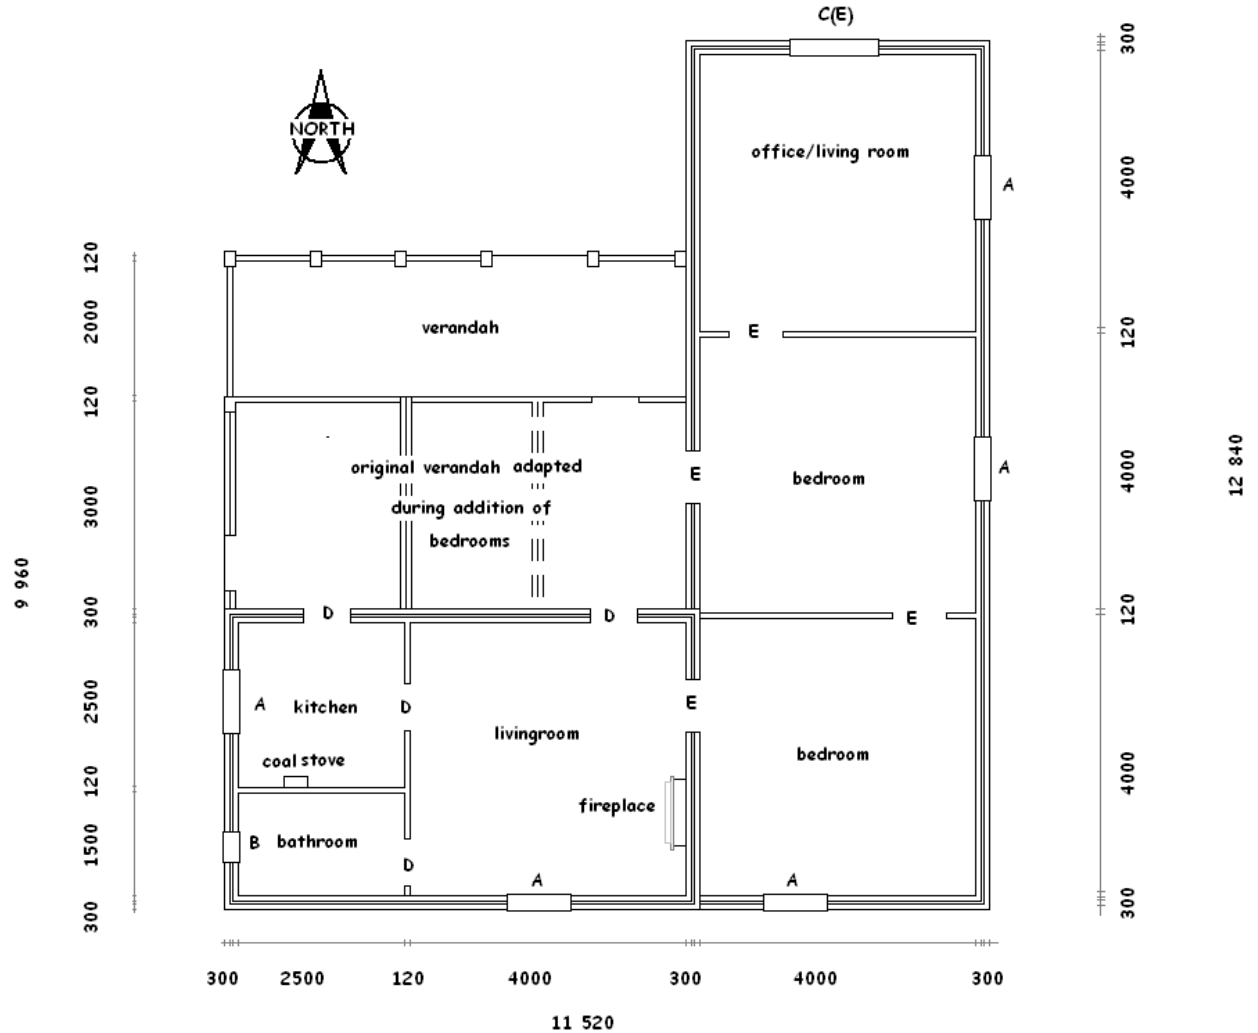 C(E)
300
NORTH
office/living room
4000
A
120
120
E
verandah
2000
120
original verandah adapted
E
bedroom
A
4000
12 840
during addition of
3000
bedrooms
9 960
300
D
D
E
120
A
kitchen
D
E
2500
livingroom
bedroom
coal stove
120
4000
fireplace
B
bathroom
1500
D
A
A
300
300
300
2500
120
4000
300
4000
300
11 520